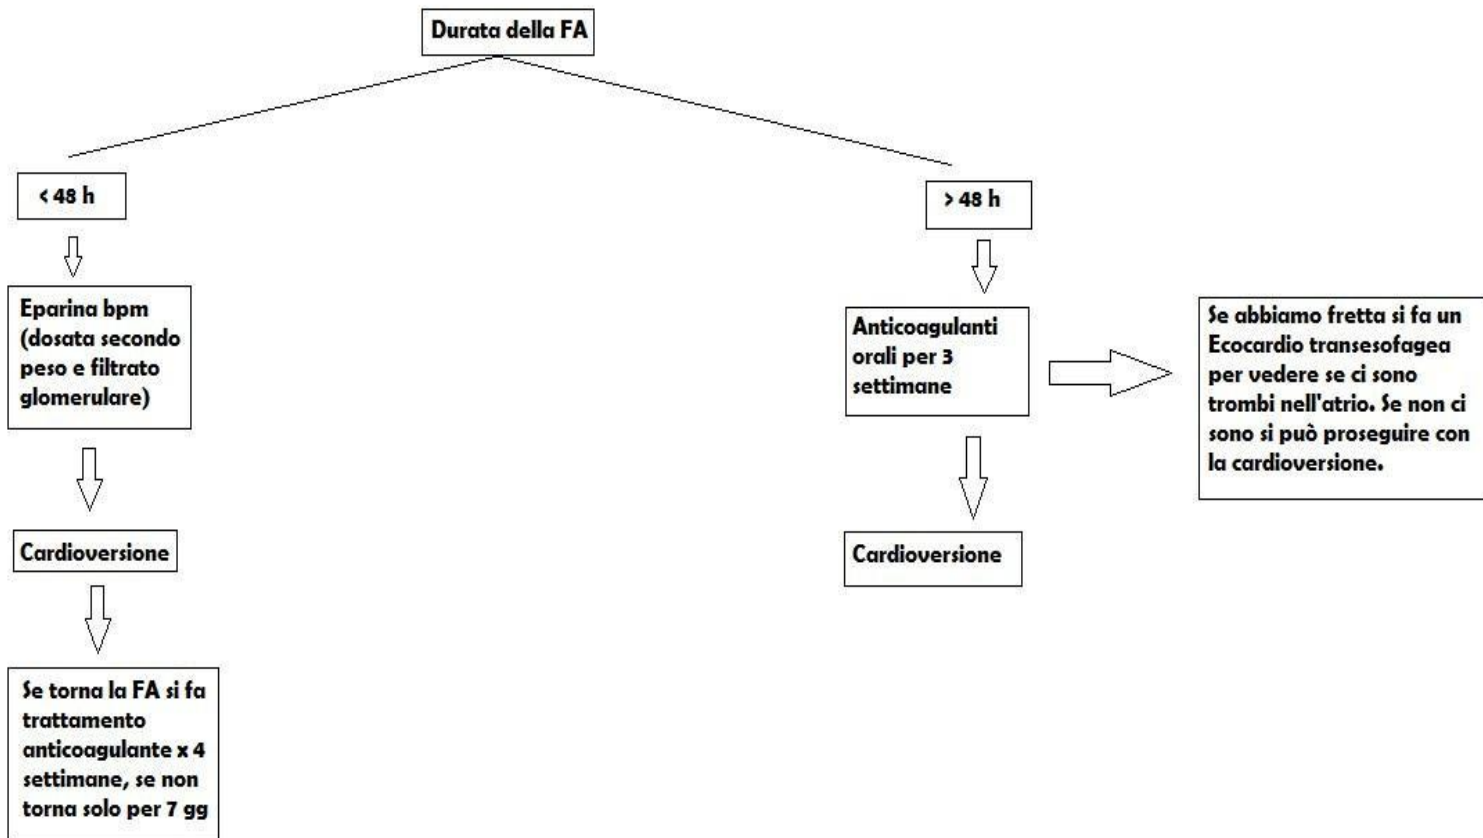 Durata della FA
< 48 h
> 48 h
Eparina bpm
(dosata secondo
peso e filtrato
glomerulare)
Anticoagulanti
orali per 3
settimane
Se abbiamo fretta si fa un
Ecocardio transesofagea
per vedere se ci sono
trombi nell'atrio. Se non ci
sono si può proseguire con
la cardioversione.
Cardioversione
Cardioversione
Se torna la FA si fa
trattamento
anticoagulante x 4
settimane, se non
torna solo per 7 gg